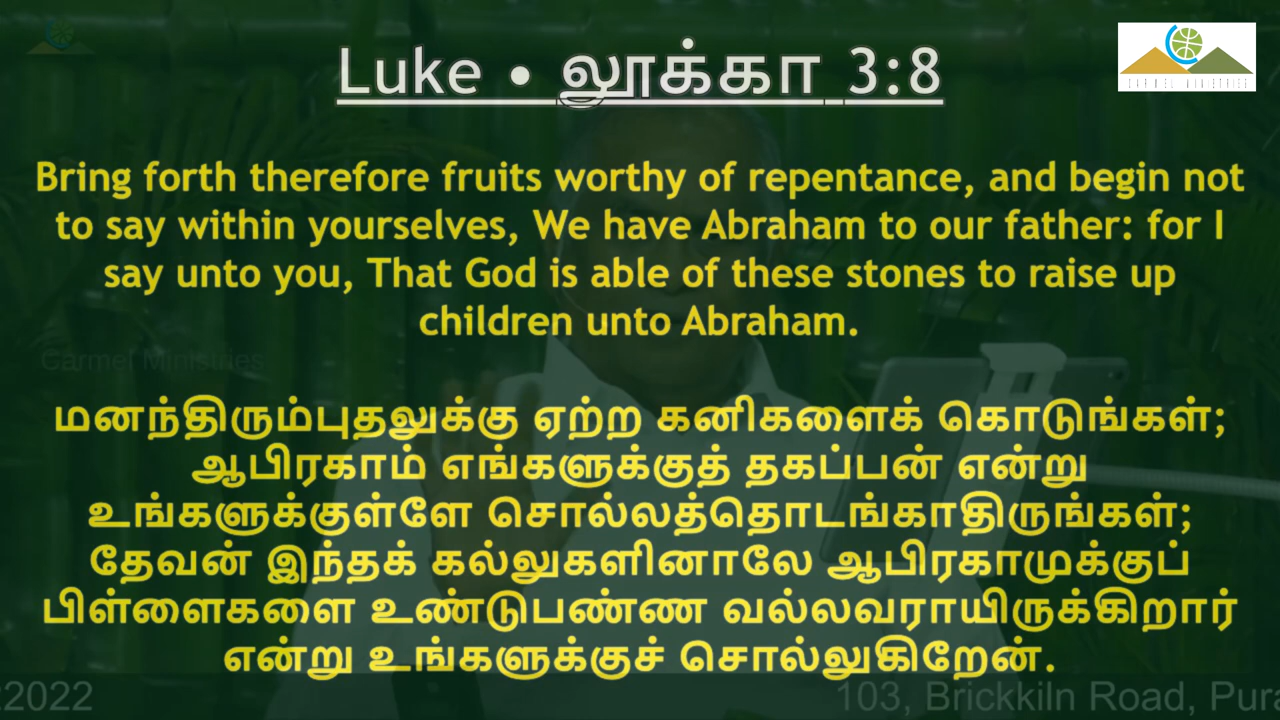 Luke • லூக்கா 3:8
CARMEL MINISTRIES
Bring forth therefore fruits worthy of repentance, and begin not
to say within yourselves, We have Abraham to our father: for I
say unto you, That God is able of these stones to raise up
children unto Abraham.
Carmel Ministries
மனந்திரும்புதலுக்கு ஏற்ற கனிகளைக் கொடுங்கள்;
ஆபிரகாம் எங்களுக்குத் தகப்பன் என்று
உங்களுக்குள்ளே சொல்லத்தொடங்காதிருங்கள்;
தேவன் இந்தக் கல்லுகளினாலே ஆபிரகாமுக்குப்
பிள்ளைகளை உண்டுபண்ண வல்லவராயிருக்கிறார்
என்று உங்களுக்குச் சொல்லுகிறேன்.
2022
103, Brickkiln Road,